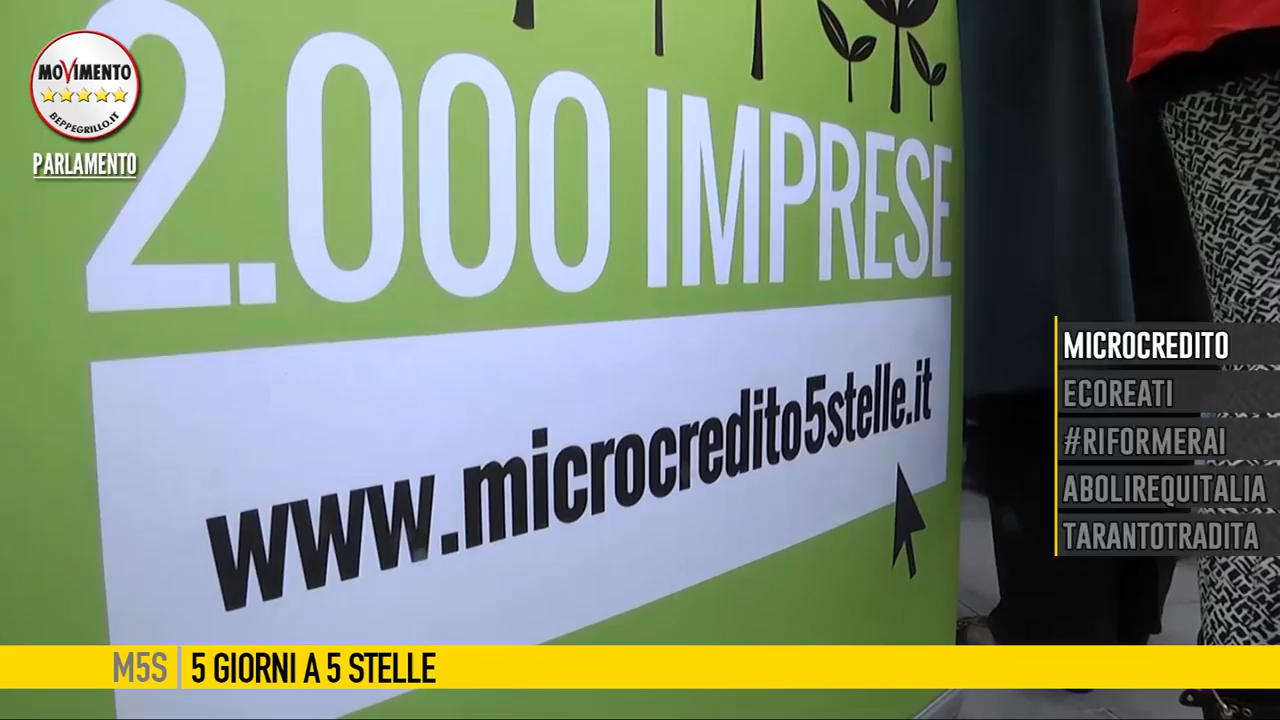 MOVIMENTO
BEPPEGRILLO.IT
PARLAMENTO
2.000 IMPRESE
www.microcredito5stelle.it
MICROCREDITO
ECOREATI
#RIFORMERAI
ABOLIREQUITALIA
TARANTOTRADITA
M5S 5 GIORNI A 5 STELLE